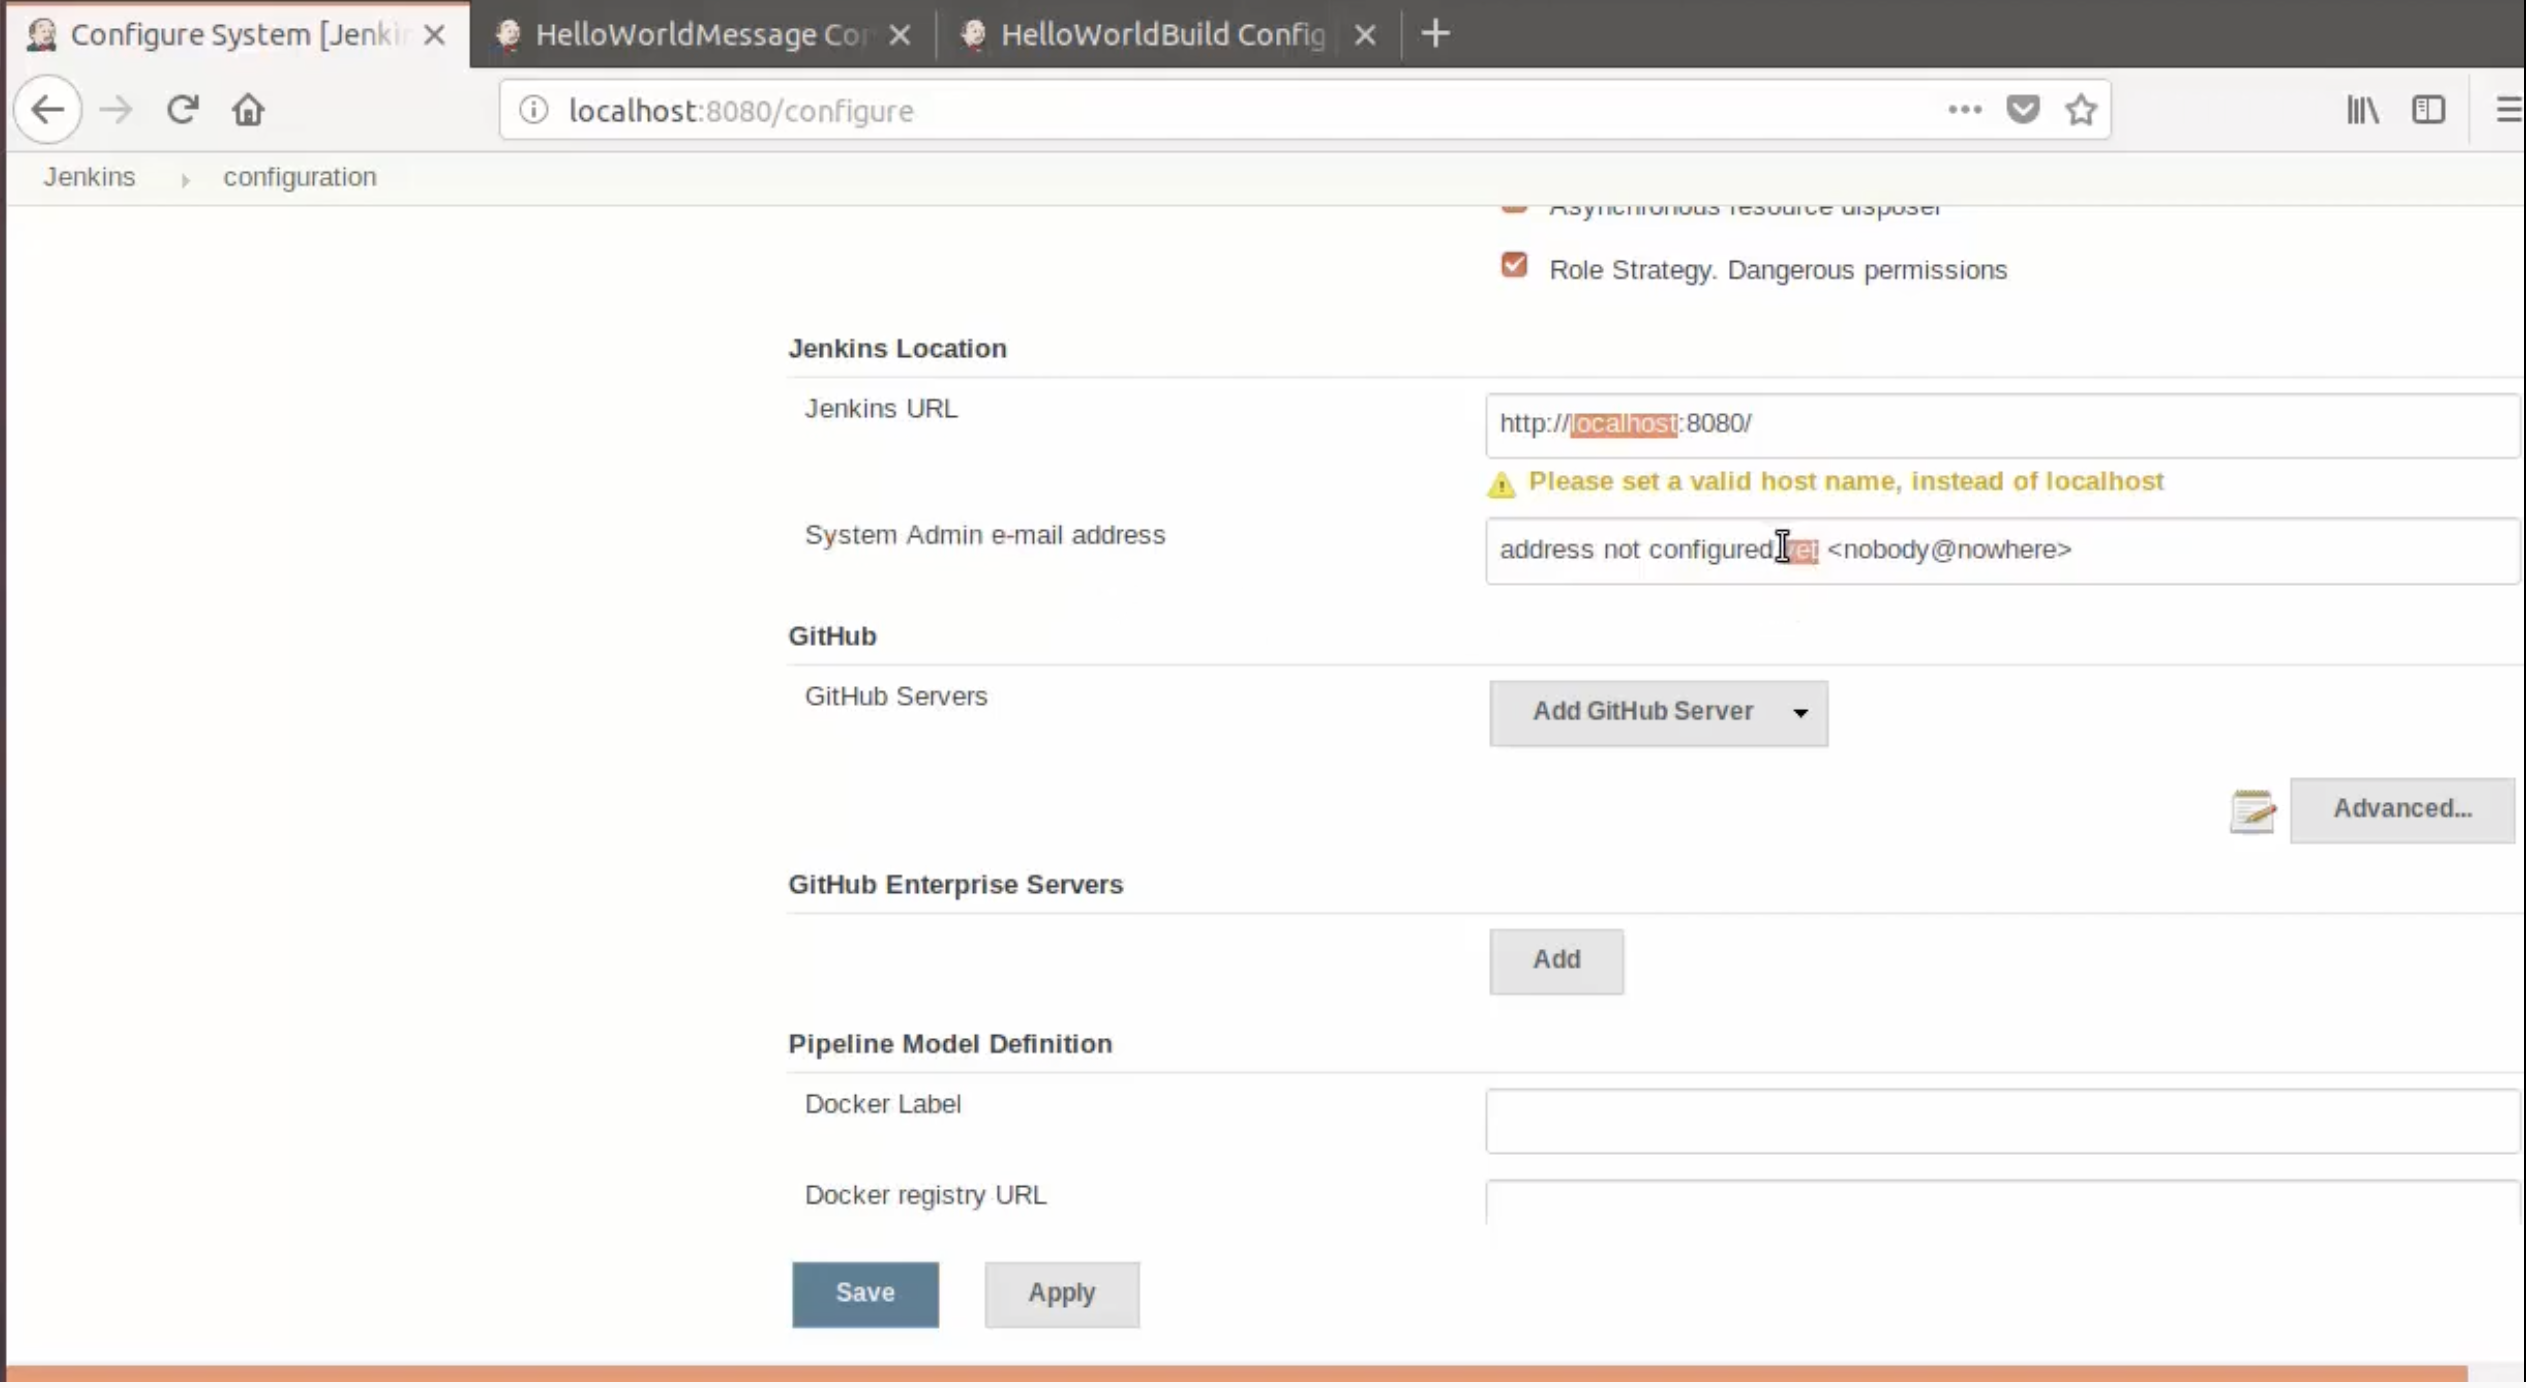 Configure System [Jenki
HelloWorldMessage Co
HelloWorldBuild Config
localhost:8080/configure
Jenkins
configuration
Asynchronous resource disposer
Role Strategy. Dangerous permissions
Jenkins Location
Jenkins URL
http://localhost:8080/
Please set a valid host name, instead of localhost
System Admin e-mail address
address not configured yet <nobody@nowhere>
GitHub
GitHub Servers
Add GitHub Server
Advanced...
GitHub Enterprise Servers
Add
Pipeline Model Definition
Docker Label
Docker registry URL
Save
Apply